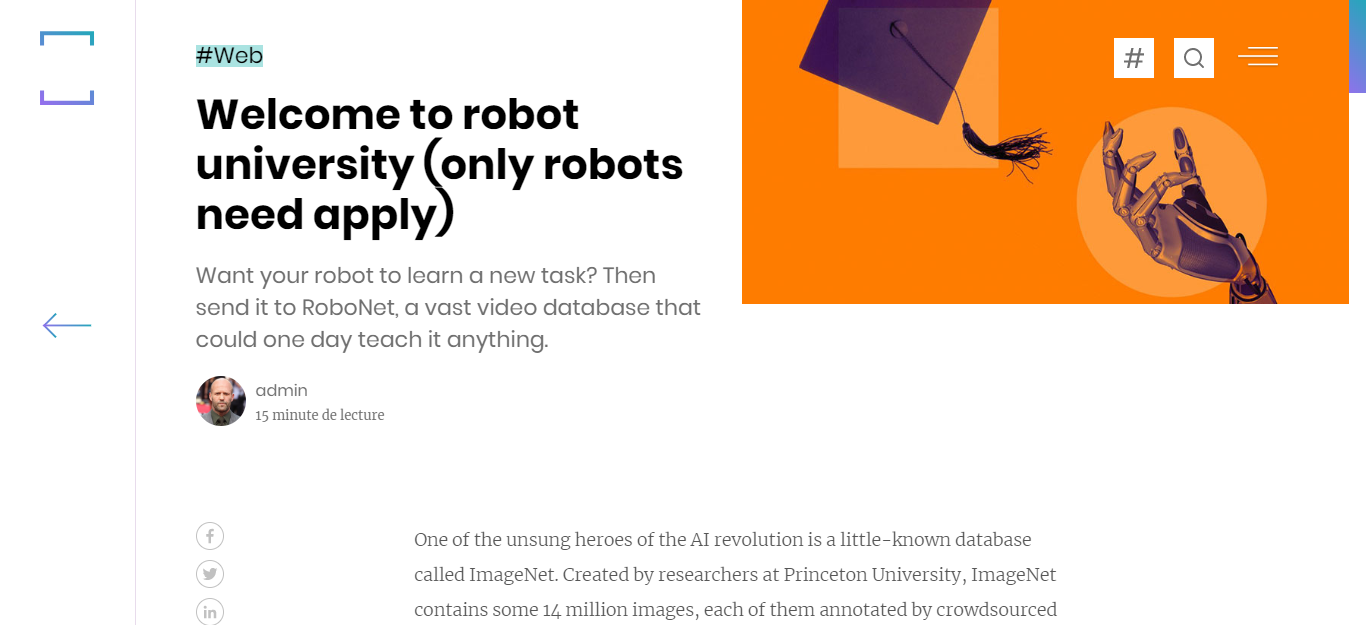 #Web
Welcome to robot
university (only robots
need apply)
Want your robot to learn a new task? Then
send it to RoboNet, a vast video database that
could one day teach it anything.
admin
15 minute de lecture
One of the unsung heroes of the AI revolution is a little-known database
called ImageNet. Created by researchers at Princeton University, ImageNet
contains some 14 million images, each of them annotated by crowdsourced